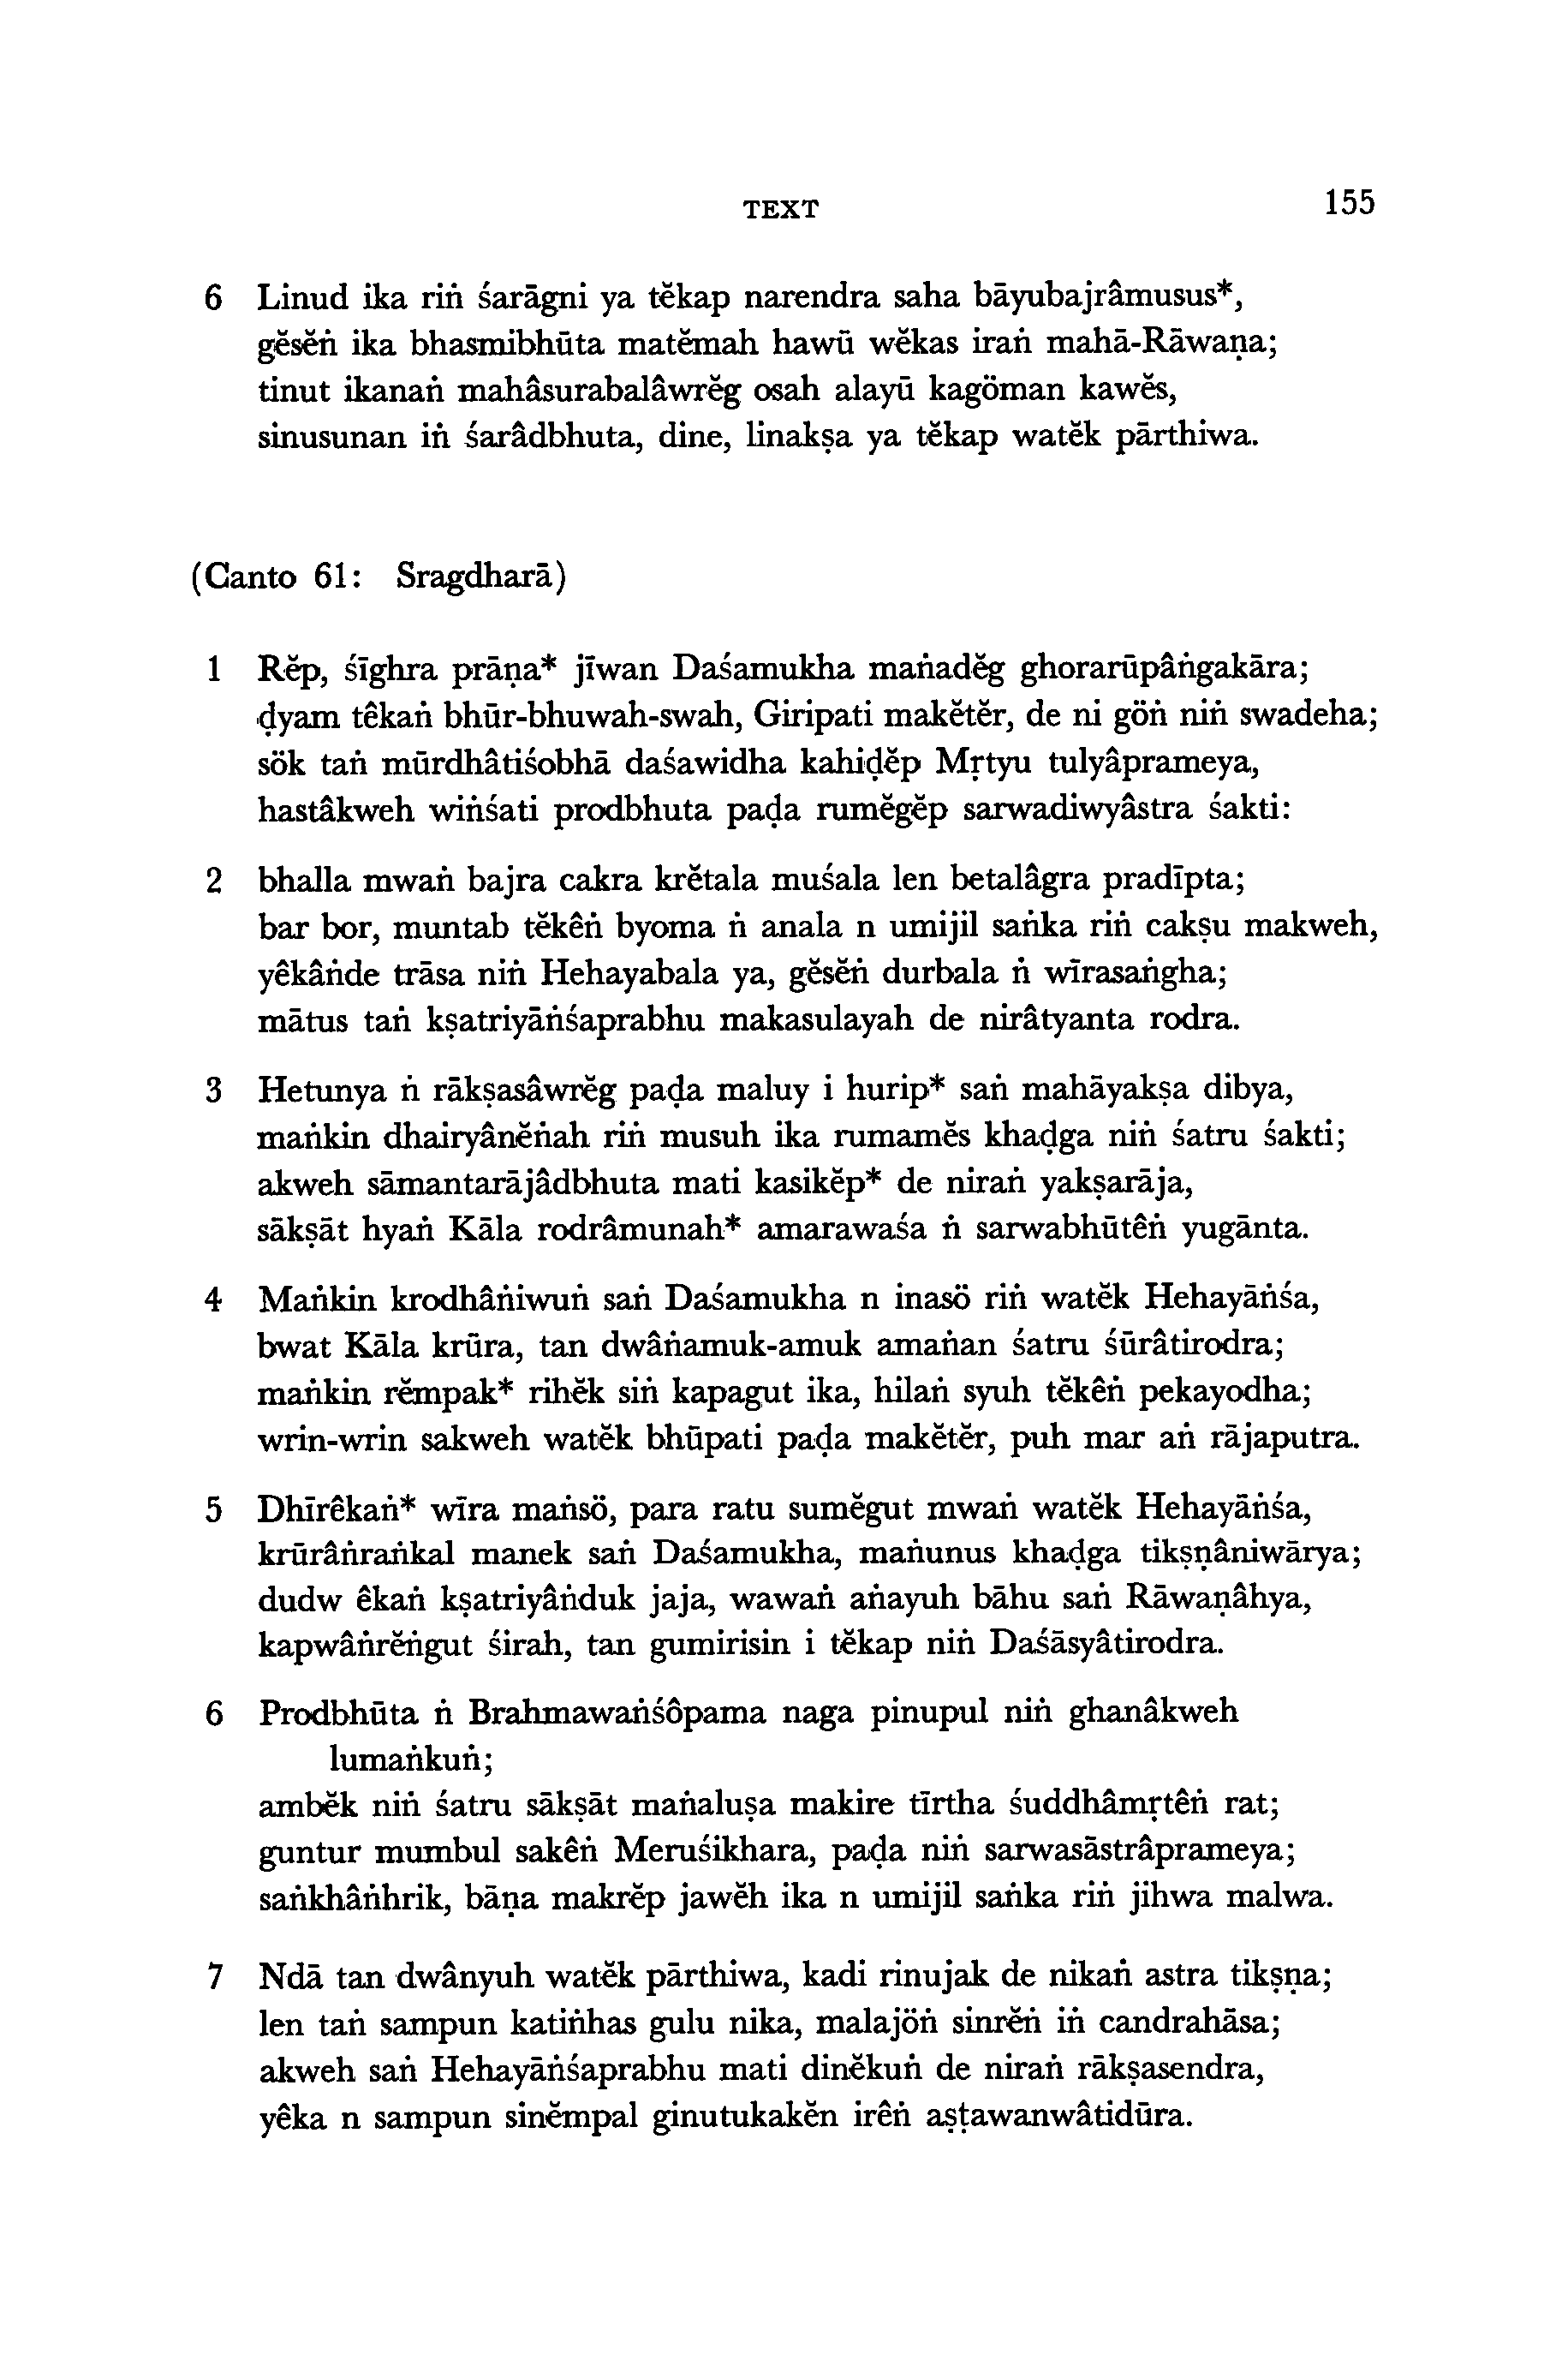 TEXT
155
6 Linud ika riṅ śarāgni ya tĕkap narendra saha bāyubajrâmusus*,
gĕsĕṅ ika bhasmibhūta matĕmah hawū wĕkas iraṅ mahā-Rāwaṇa;
tinut ikanaṅ mahâsurabalâwrĕg osah alayū kagöman kawĕs,
sinusunan iṅ śarâdbhuta, dine, linakṣa ya tĕkap watĕk pārthiwa.
(Canto 61: Sragdharā)
1 Rĕp, śīghra prāṇa* jīwan Daśamukha maṅadĕg ghorarūpâṅgakāra;
ḍyam têkaṅ bhūr-bhuwah-swah, Giripati makĕtĕr, de ni göṅ niṅ swadeha;
sök taṅ mūrdhâtiśobhā daśawidha kahiḍĕp Mṛtyu tulyâprameya,
hastâkweh wiṅśati prodbhuta paḍa rumĕgĕp sarwadiwyâstra śakti:
2 bhalla mwaṅ bajra cakra krĕtala muśala len betalâgra pradīpta;
bar bor, muntab tĕkêṅ byoma ṅ anala n umijil saṅka riṅ cakṣu makweh,
yêkâṅde trāsa niṅ Hehayabala ya, gĕsĕṅ durbala ṅ wīrasaṅgha;
mātus taṅ kṣatriyāṅśaprabhu makasulayah de nirâtyanta rodra.
3 Hetunya ṅ rākṣasâwrĕg paḍa maluy i hurip* saṅ mahāyakṣa dibya,
maṅkin dhairyânĕṅah riṅ musuh ika rumamĕs khaḍga niṅ śatru śakti;
akweh sāmantarājâdbhuta mati kasikĕp* de niraṅ yakṣarāja,
sākṣāt hyaṅ Kāla rodrâmunah* amarawaśa ṅ sarwabhūtêṅ yugānta.
4 Maṅkin krodhâṅiwuṅ saṅ Daśamukha n inasö riṅ watĕk Hehayāṅśa,
bwat Kāla krūra, tan dwâṅamuk-amuk amaṅan śatru śūrâtirodra;
maṅkin rĕmpak* rihĕk siṅ kapagut ika, hilaṅ syuh tĕkêṅ pekayodha;
wrin-wrin sakweh watĕk bhūpati paḍa makĕtĕr, puh mar aṅ rājaputra.
5 Dhīrêkaṅ* wīra maṅsö, para ratu sumĕgut mwaṅ watĕk Hehayāṅśa,
krūrâṅraṅkal manek saṅ Daśamukha, maṅunus khaḍga tikṣṇâniwārya;
dudw êkaṅ kṣatriyâṅduk jaja, wawaṅ aṅayuh bāhu saṅ Rāwaṇâhya,
kapwâṅrĕṅgut śirah, tan gumirisin i tĕkap niṅ Daśāsyâtirodra.
6 Prodbhūta ṅ Brahmawaṅśôpama naga pinupul niṅ ghanâkweh
lumaṅkuṅ;
ambĕk niṅ śatru sākṣāt maṅaluṣa makire tīrtha śuddhâmṛtêṅ rat;
guntur mumbul sakêṅ Meruśikhara, paḍa niṅ sarwasāstrâprameya;
saṅkhâṅhrik, bāṇa makrĕp jawĕh ika n umijil saṅka riṅ jihwa malwa.
7 Ndā tan dwânyuh watĕk pārthiwa, kadi rinujak de nikaṅ astra tikṣṇa;
len taṅ sampun katiṅhas gulu nika, malajöṅ sinrĕṅ iṅ candrahāsa;
akweh saṅ Hehayāṅśaprabhu mati dinĕkuṅ de niraṅ rākṣasendra,
yêka n sampun sinĕmpal ginutukakĕn irêṅ aṣṭawanwâtidūra.